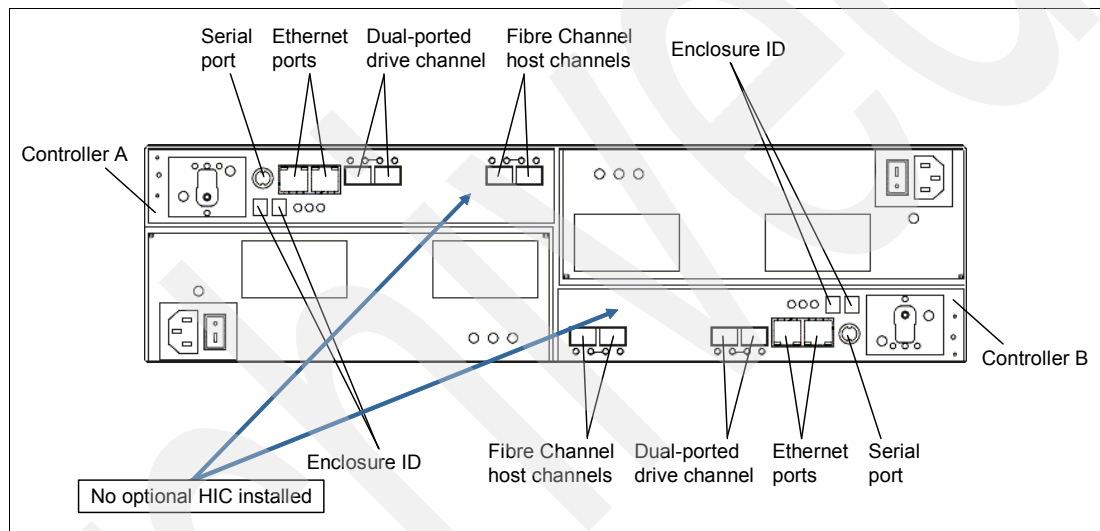 Serial
port
Ethernet
ports
Dual-ported
drive channel
Fibre Channel
host channels
Enclosure ID
Controller A
Controller B
Enclosure ID
No optional HIC installed
Fibre Channel
host channels
Dual-ported
drive channel
Ethernet
ports
Serial
port